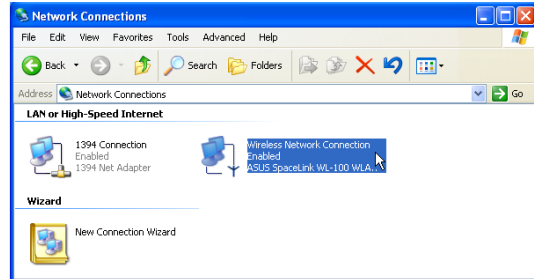 Network Connections
File Edit View Favorites Tools Advanced Help
Back Search Folders
Address Network Connections Go
LAN or High-Speed Internet
1394 Connection
Enabled
1394 Net Adapter
Wireless Network Connection
Enabled
ASUS SpaceLink WL-100 WLA...
Wizard
New Connection Wizard